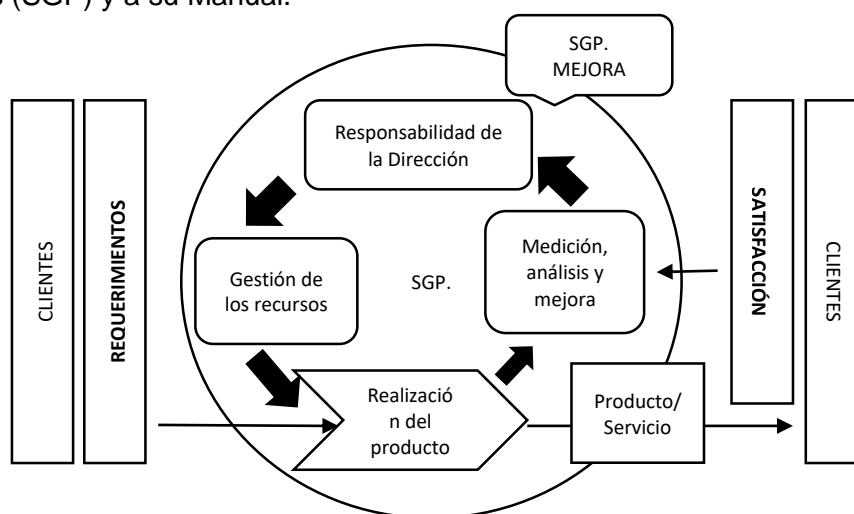 s (SGP) y a su Manual.
SGP.
MEJORA
Responsabilidad de
la Dirección
CLIENTES
REQUERIMIENTOS
Gestión de
los recursos
SGP.
Medición,
análisis y
mejora
SATISFACCIÓN
CLIENTES
Realizació
n del
producto
Producto/
Servicio